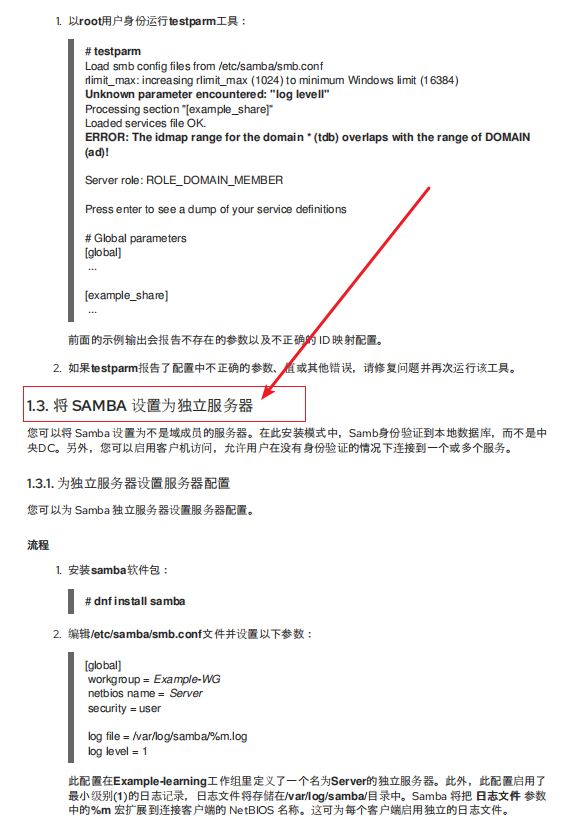 1. 以root用户身份运行testparm工具：
# testparm
Load smb config files from /etc/samba/smb.conf
rlimit_max: increasing rlimit_max (1024) to minimum Windows limit (16384)
Unknown parameter encountered: "log levell"
Processing section "[example_share]"
Loaded services file OK.
ERROR: The idmap range for the domain * (tdb) overlaps with the range of DOMAIN
(ad)!
Server role: ROLE_DOMAIN_MEMBER
Press enter to see a dump of your service definitions
# Global parameters
[global]
...
[example_share]
...
前面的示例输出会报告不存在的参数以及不正确的 ID 映射配置。
2. 如果testparm报告了配置中不正确的参数、值或其他错误，请修复问题并再次运行该工具。
1.3. 将 SAMBA 设置为独立服务器
您可以将 Samba 设置为不是域成员的服务器。在此安装模式中，Samb身份验证到本地数据库，而不是中
央DC。另外，您可以启用客户机访问，允许用户在没有身份验证的情况下连接到一个或多个服务。
1.3.1. 为独立服务器设置服务器配置
您可以为 Samba 独立服务器设置服务器配置。
流程
1. 安装samba软件包：
# dnf install samba
2. 编辑/etc/samba/smb.conf文件并设置以下参数：
[global]
workgroup = Example-WG
netbios name = Server
security = user
log file = /var/log/samba/%m.log
log level = 1
此配置在Example-learning工作组里定义了一个名为Server的独立服务器。此外，此配置启用了
最小级别(1)的日志记录，日志文件将存储在/var/log/samba/目录中。Samba 将把 日志文件 参数
中的%m 宏扩展到连接客户端的 NetBIOS 名称。这可为每个客户端启用独立的日志文件。